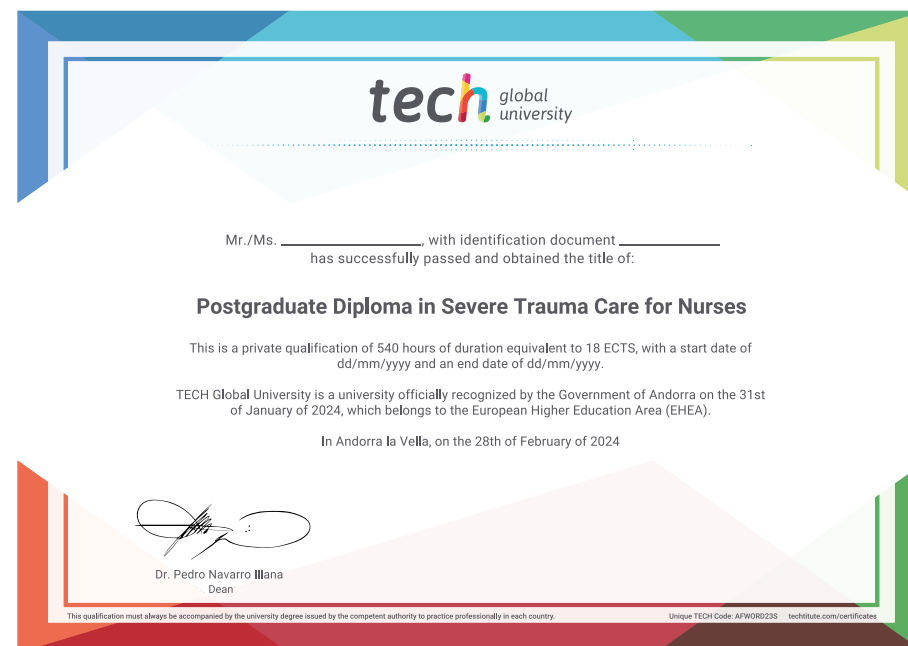 tech global university
Mr./Ms. ____________________, with identification document ______________
has successfully passed and obtained the title of:
Postgraduate Diploma in Severe Trauma Care for Nurses
This is a private qualification of 540 hours of duration equivalent to 18 ECTS, with a start date of
dd/mm/yyyy and an end date of dd/mm/yyyy.
TECH Global University is a university officially recognized by the Government of Andorra on the 31st
of January of 2024, which belongs to the European Higher Education Area (EHEA).
In Andorra la Vella, on the 28th of February of 2024
Dr. Pedro Navarro Illana
Dean
This qualification must always be accompanied by the university degree issued by the competent authority to practice professionally in each country.
Unique TECH Code: AFWORD23S techtitute.com/certificates